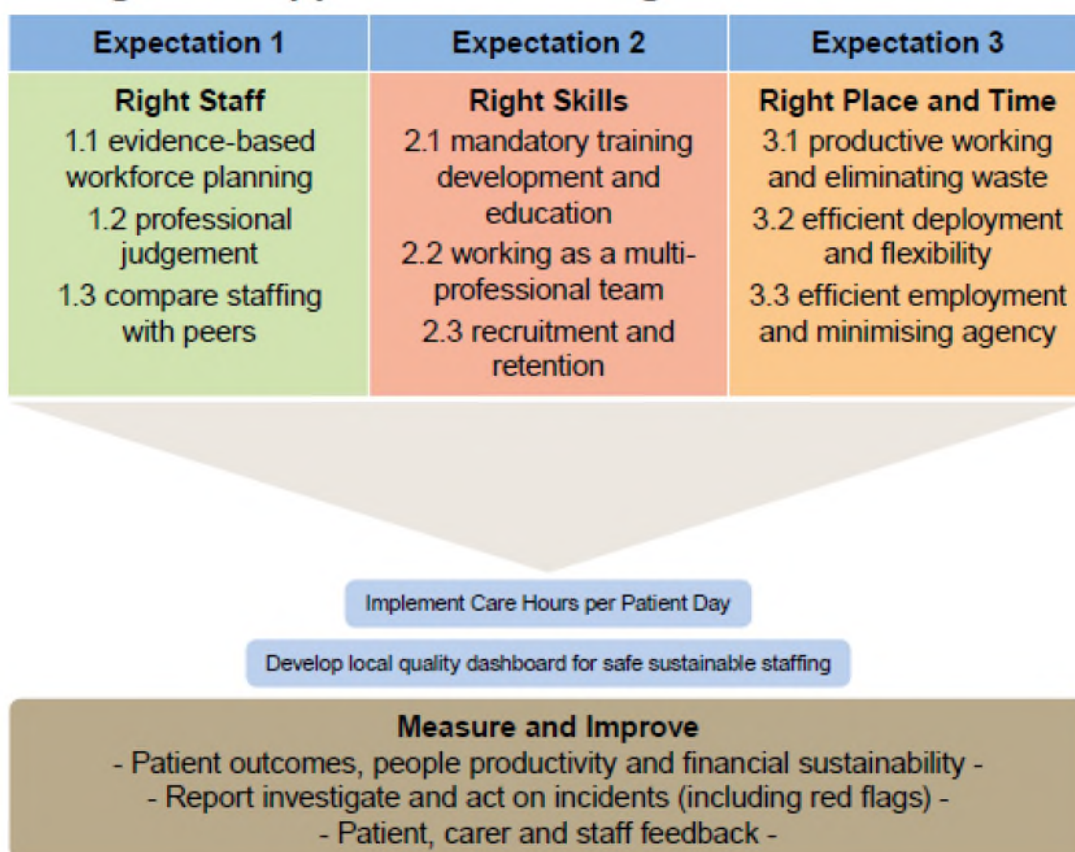 Expectation 1
Expectation 2
Expectation 3
Right Staff
1.1 evidence-based
workforce planning
1.2 professional
judgement
1.3 compare staffing
with peers
Right Skills
2.1 mandatory training
development and
education
2.2 working as a multi-
professional team
2.3 recruitment and
retention
Right Place and Time
3.1 productive working
and eliminating waste
3.2 efficient deployment
and flexibility
3.3 efficient employment
and minimising agency
Implement Care Hours per Patient Day
Develop local quality dashboard for safe sustainable staffing
Measure and Improve
- Patient outcomes, people productivity and financial sustainability -
- Report investigate and act on incidents (including red flags) -
- Patient, carer and staff feedback -